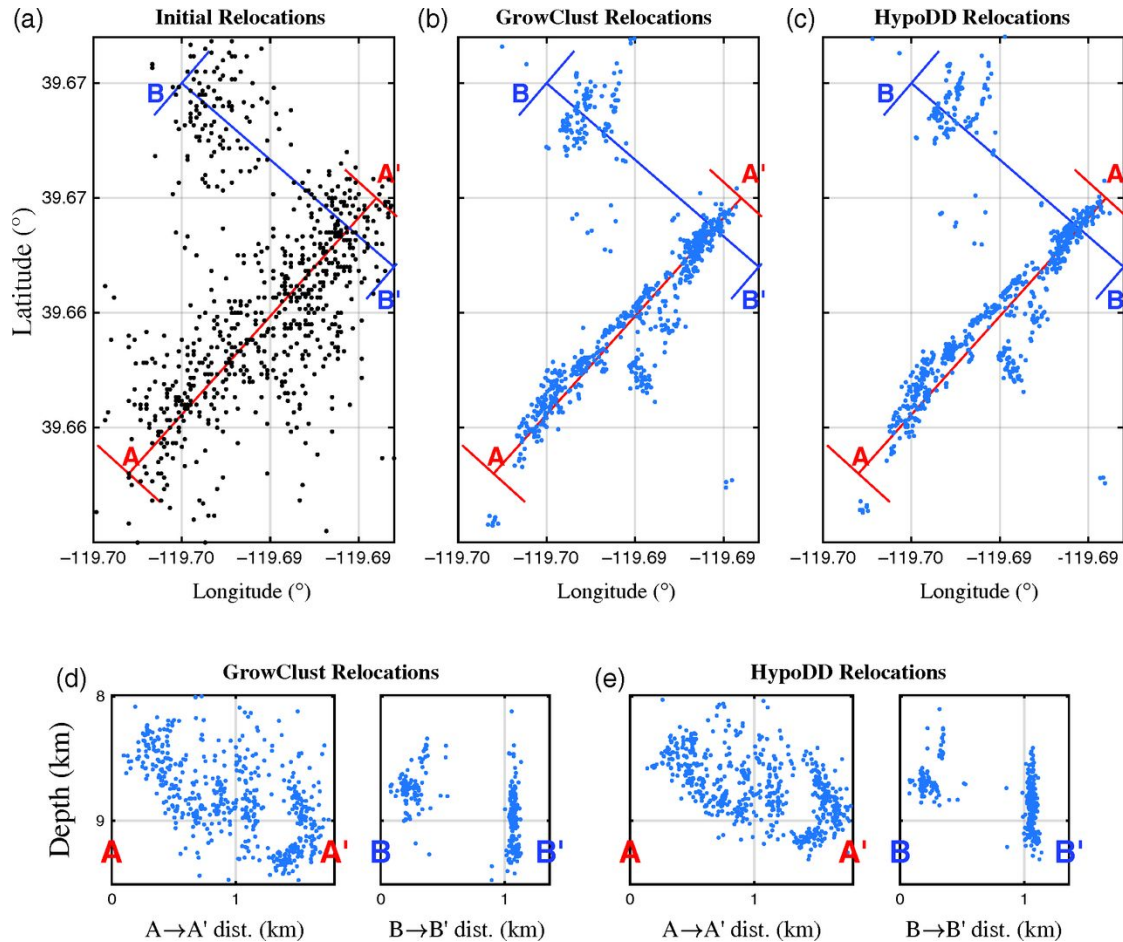 (a) Initial Relocations
(b) GrowClust Relocations
(c) HypoDD Relocations
Latitude (°)
39.67
39.67
39.66
39.66
B
A'
B'
A
B
A'
B'
A
B
A
B
A
−119.70 −119.70 −119.69 −119.69
−119.70 −119.70 −119.69 −119.69
−119.70 −119.70 −119.69 −119.69
Longitude (°)
Longitude (°)
Longitude (°)
(d) GrowClust Relocations
(e) HypoDD Relocations
Depth (km)
8
9
A A' B B'
A A' B B'
0 1
0 1
0 1
0 1
A→A' dist. (km)
B→B' dist. (km)
A→A' dist. (km)
B→B' dist. (km)